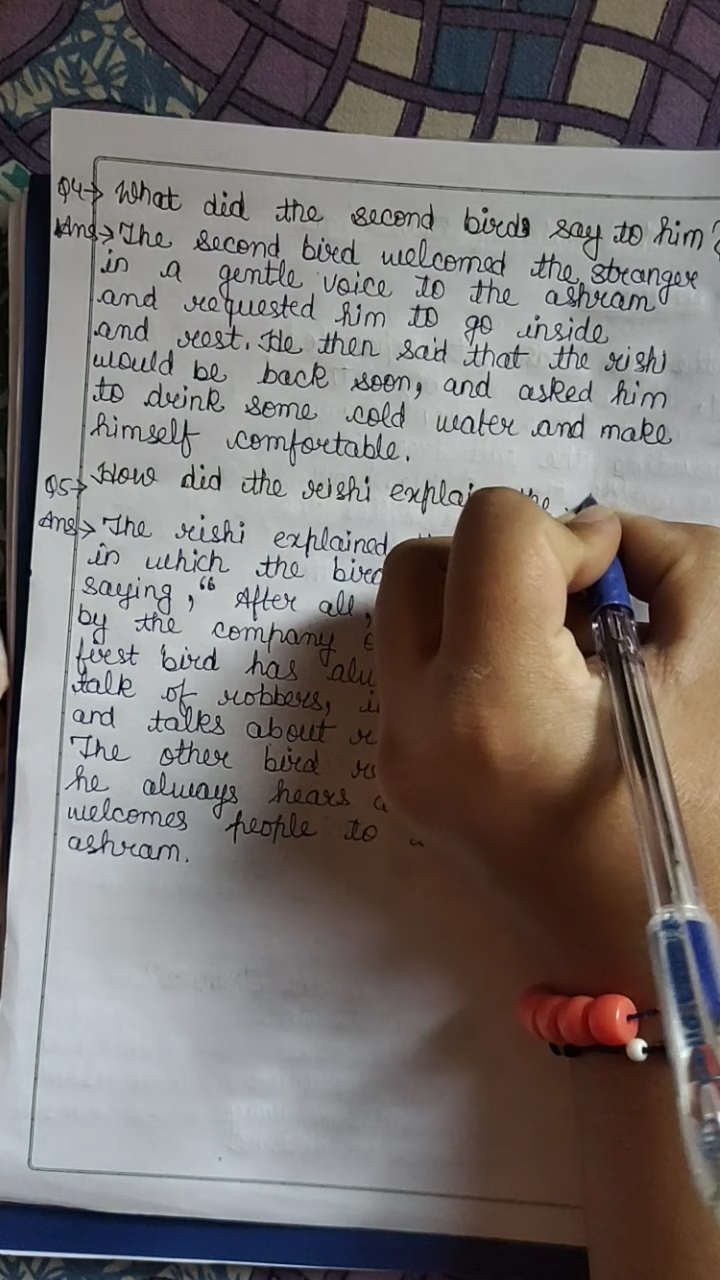 Q4→ What did the second birds say to him?
Ans→ The second bird welcomed the stranger
in a gentle voice to the ashram
and requested him to go inside
and rest. He then said that the rishi
would be back soon, and asked him
to drink some cold water and make
himself comfortable.
Q5→ How did the rishi explain the
Ans→ The rishi explained
in which the bird
saying, " After all,
by the company
first bird has
talk of robbers,
and talks about
The other bird
he always hears
welcomes people to
ashram.